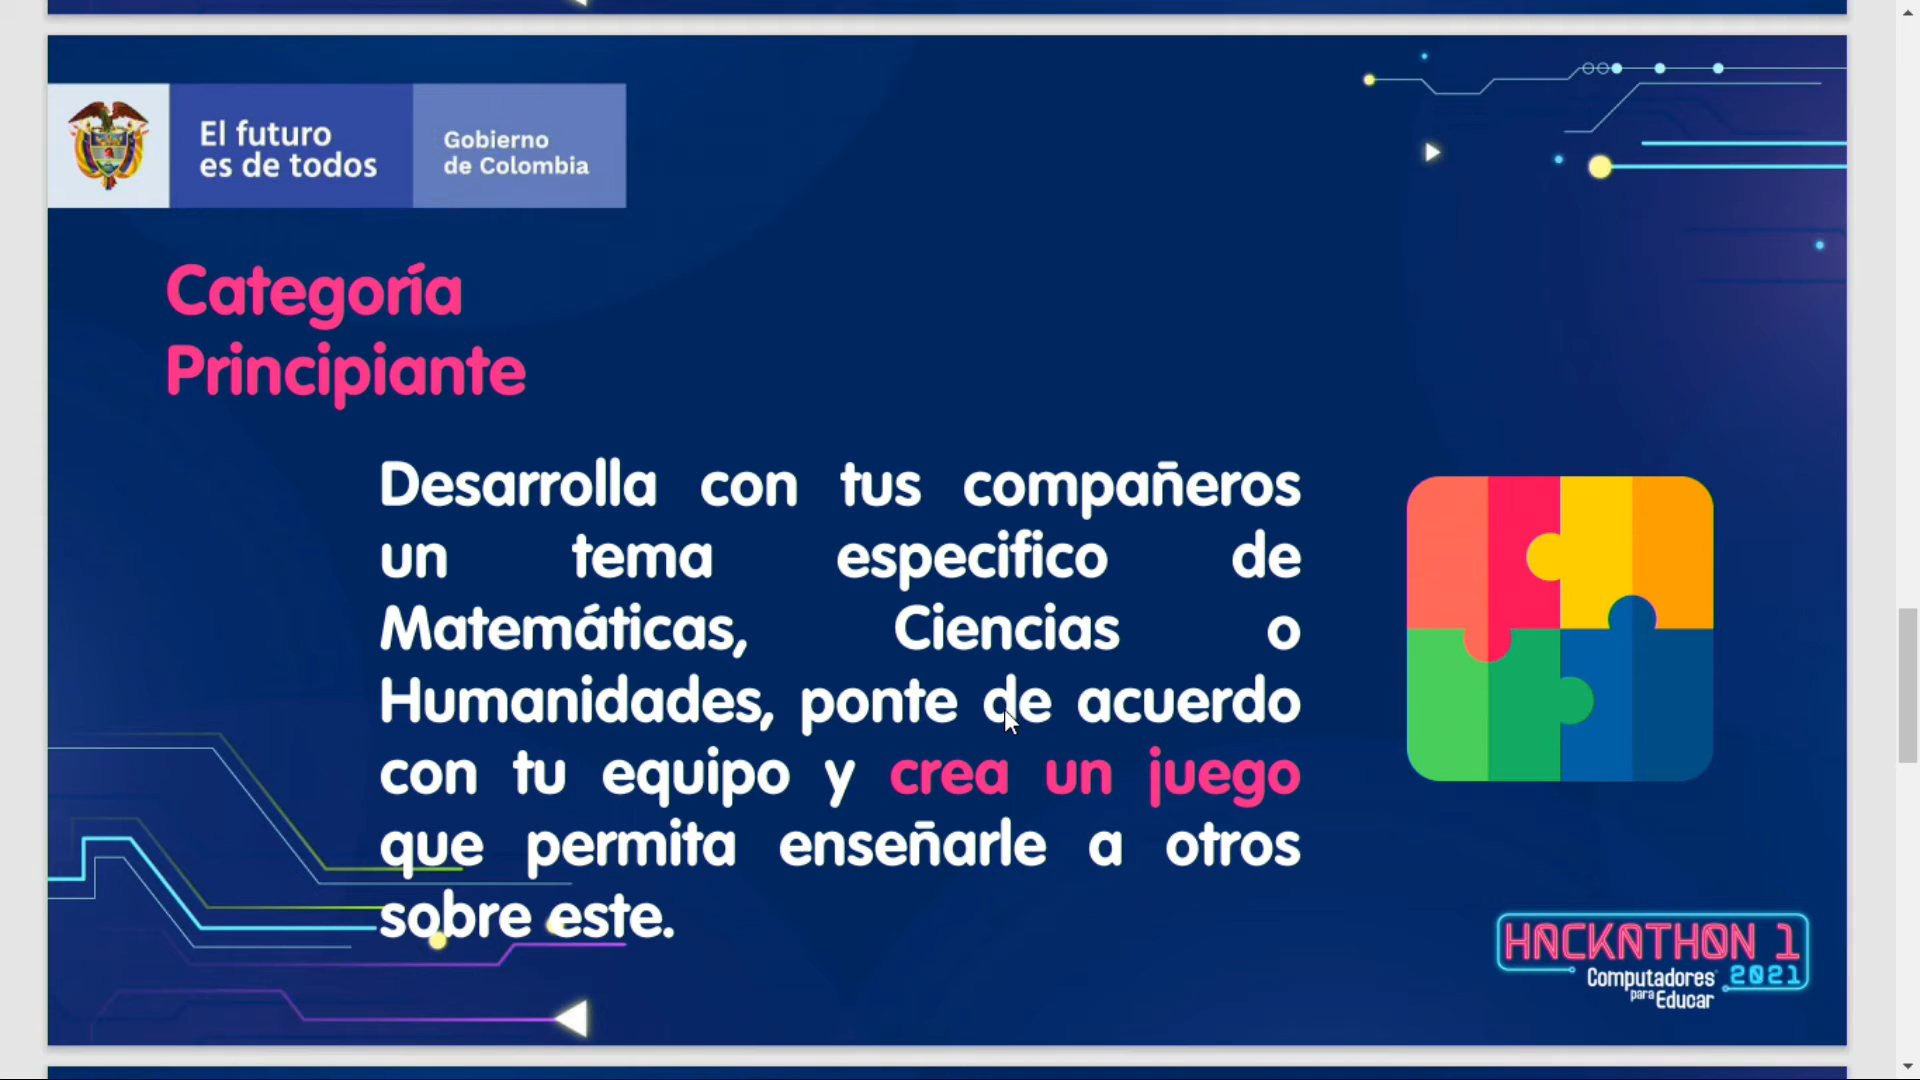 El futuro
es de todos
Gobierno
de Colombia
Categoría
Principiante
Desarrolla con tus compañeros
un tema especifico de
Matemáticas, Ciencias o
Humanidades, ponte de acuerdo
con tu equipo y crea un juego
que permita enseñarle a otros
sobre este.
HACKATHON 1
Computadores 2021
para Educar